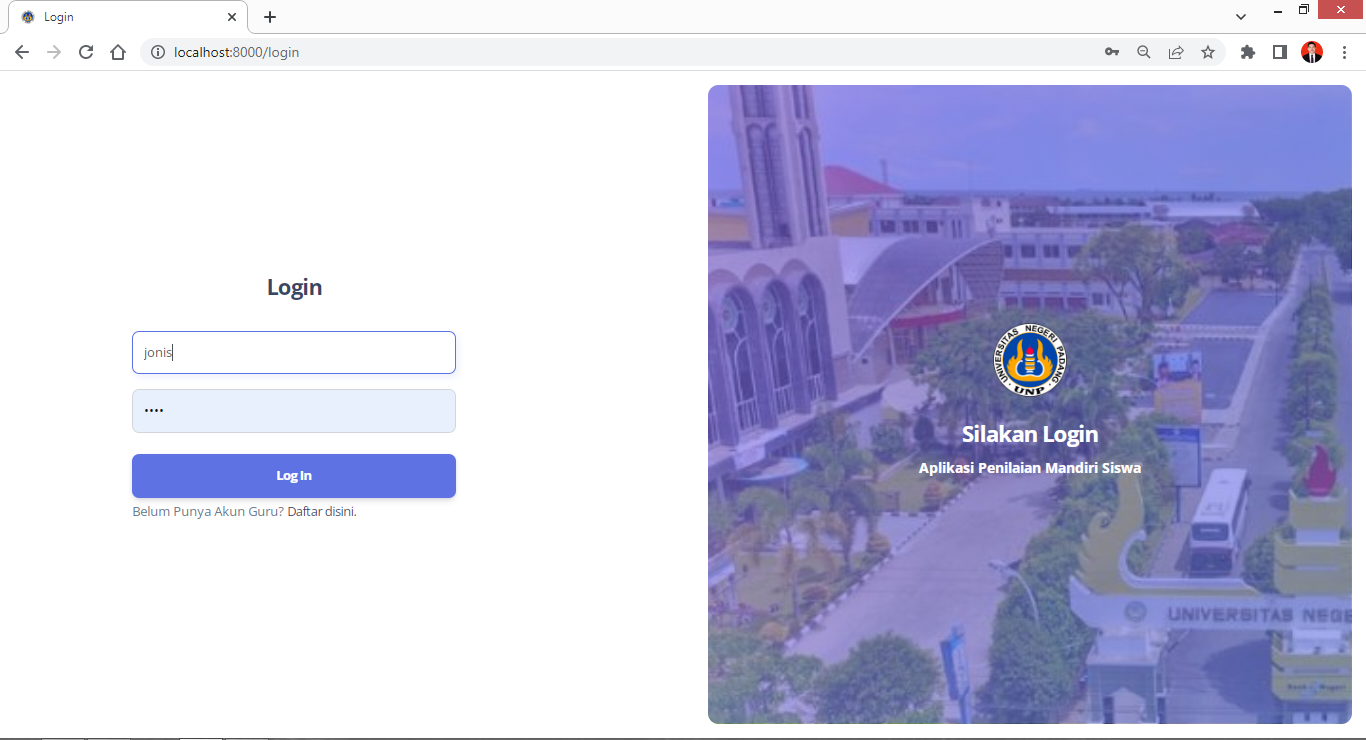 Login
localhost:8000/login
Login
jonis
••••
Log In
Belum Punya Akun Guru? Daftar disini.
UNIVERSITAS NEGERI PADANG
UNP
Silakan Login
Aplikasi Penilaian Mandiri Siswa
UNIVERSITAS NEGE